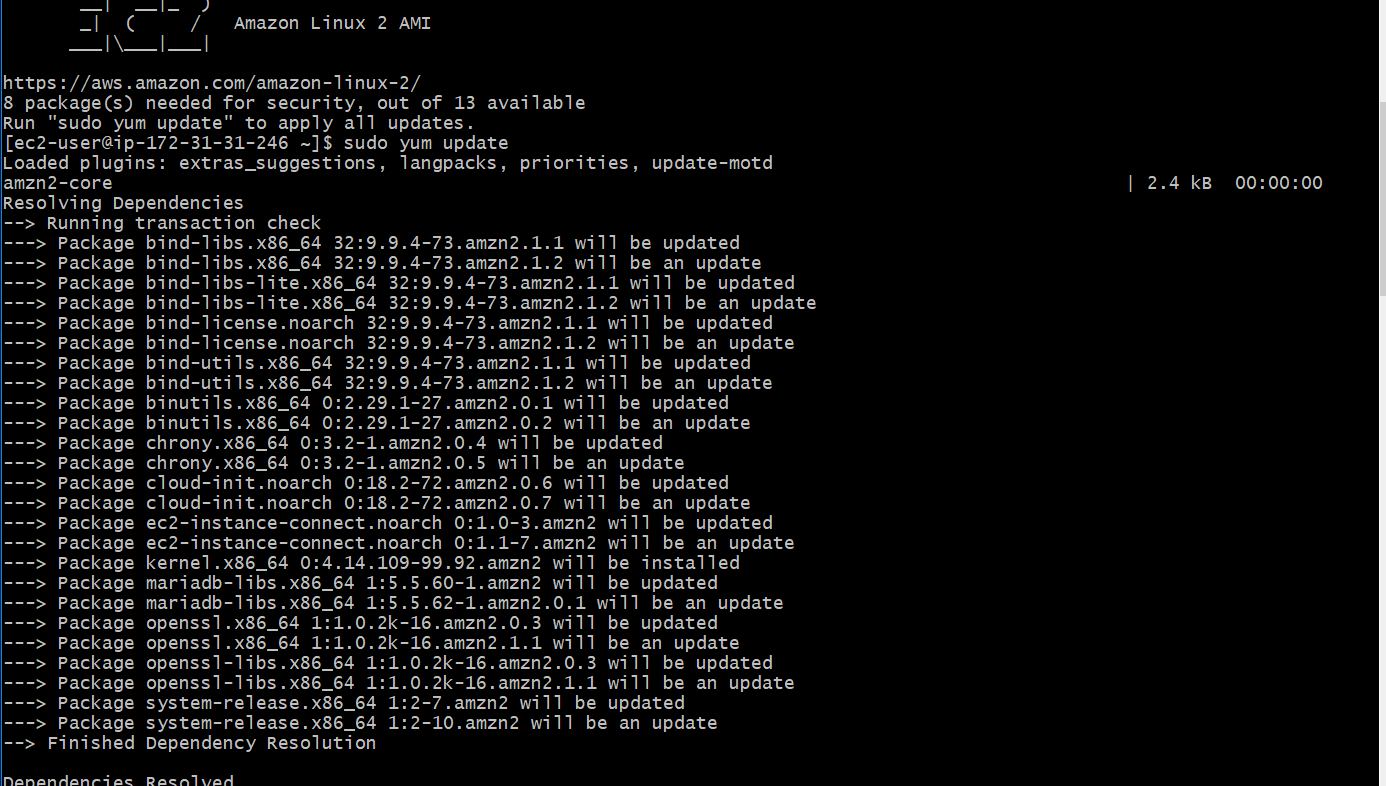 __|  __|_  )
_|  (     /   Amazon Linux 2 AMI
___|\___|___|
https://aws.amazon.com/amazon-linux-2/
8 package(s) needed for security, out of 13 available
Run "sudo yum update" to apply all updates.
[ec2-user@ip-172-31-31-246 ~]$ sudo yum update
Loaded plugins: extras_suggestions, langpacks, priorities, update-motd
amzn2-core | 2.4 kB  00:00:00
Resolving Dependencies
--> Running transaction check
---> Package bind-libs.x86_64 32:9.9.4-73.amzn2.1.1 will be updated
---> Package bind-libs.x86_64 32:9.9.4-73.amzn2.1.2 will be an update
---> Package bind-libs-lite.x86_64 32:9.9.4-73.amzn2.1.1 will be updated
---> Package bind-libs-lite.x86_64 32:9.9.4-73.amzn2.1.2 will be an update
---> Package bind-license.noarch 32:9.9.4-73.amzn2.1.1 will be updated
---> Package bind-license.noarch 32:9.9.4-73.amzn2.1.2 will be an update
---> Package bind-utils.x86_64 32:9.9.4-73.amzn2.1.1 will be updated
---> Package bind-utils.x86_64 32:9.9.4-73.amzn2.1.2 will be an update
---> Package binutils.x86_64 0:2.29.1-27.amzn2.0.1 will be updated
---> Package binutils.x86_64 0:2.29.1-27.amzn2.0.2 will be an update
---> Package chrony.x86_64 0:3.2-1.amzn2.0.4 will be updated
---> Package chrony.x86_64 0:3.2-1.amzn2.0.5 will be an update
---> Package cloud-init.noarch 0:18.2-72.amzn2.0.6 will be updated
---> Package cloud-init.noarch 0:18.2-72.amzn2.0.7 will be an update
---> Package ec2-instance-connect.noarch 0:1.0-3.amzn2 will be updated
---> Package ec2-instance-connect.noarch 0:1.1-7.amzn2 will be an update
---> Package kernel.x86_64 0:4.14.109-99.92.amzn2 will be installed
---> Package mariadb-libs.x86_64 1:5.5.60-1.amzn2 will be updated
---> Package mariadb-libs.x86_64 1:5.5.62-1.amzn2.0.1 will be an update
---> Package openssl.x86_64 1:1.0.2k-16.amzn2.0.3 will be updated
---> Package openssl.x86_64 1:1.0.2k-16.amzn2.1.1 will be an update
---> Package openssl-libs.x86_64 1:1.0.2k-16.amzn2.0.3 will be updated
---> Package openssl-libs.x86_64 1:1.0.2k-16.amzn2.1.1 will be an update
---> Package system-release.x86_64 1:2-7.amzn2 will be updated
---> Package system-release.x86_64 1:2-10.amzn2 will be an update
--> Finished Dependency Resolution
Dependencies Resolved